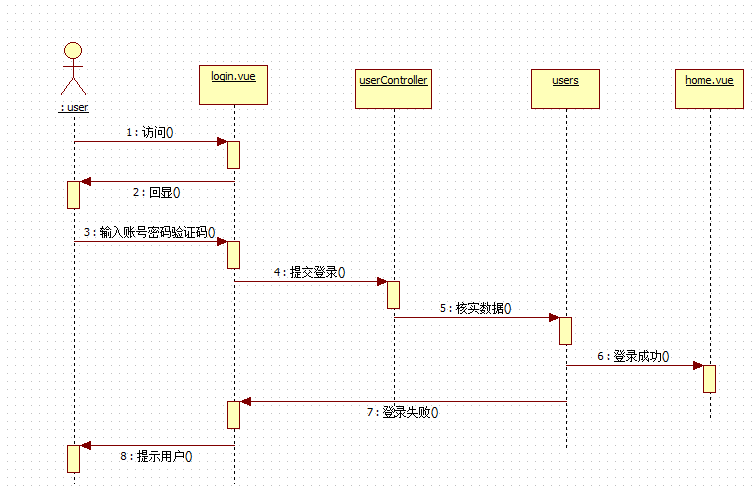 login.vue
userController
users
home.vue
: user
1 : 访问()
2 : 回显()
3 : 输入账号密码验证码()
4 : 提交登录()
5 : 核实数据()
6 : 登录成功()
7 : 登录失败()
8 : 提示用户()